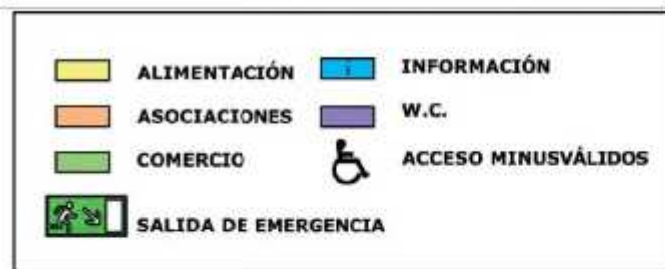 ALIMENTACIÓN
ASOCIACIONES
COMERCIO
SALIDA DE EMERGENCIA
i INFORMACIÓN
W.C.
ACCESO MINUSVÁLIDOS